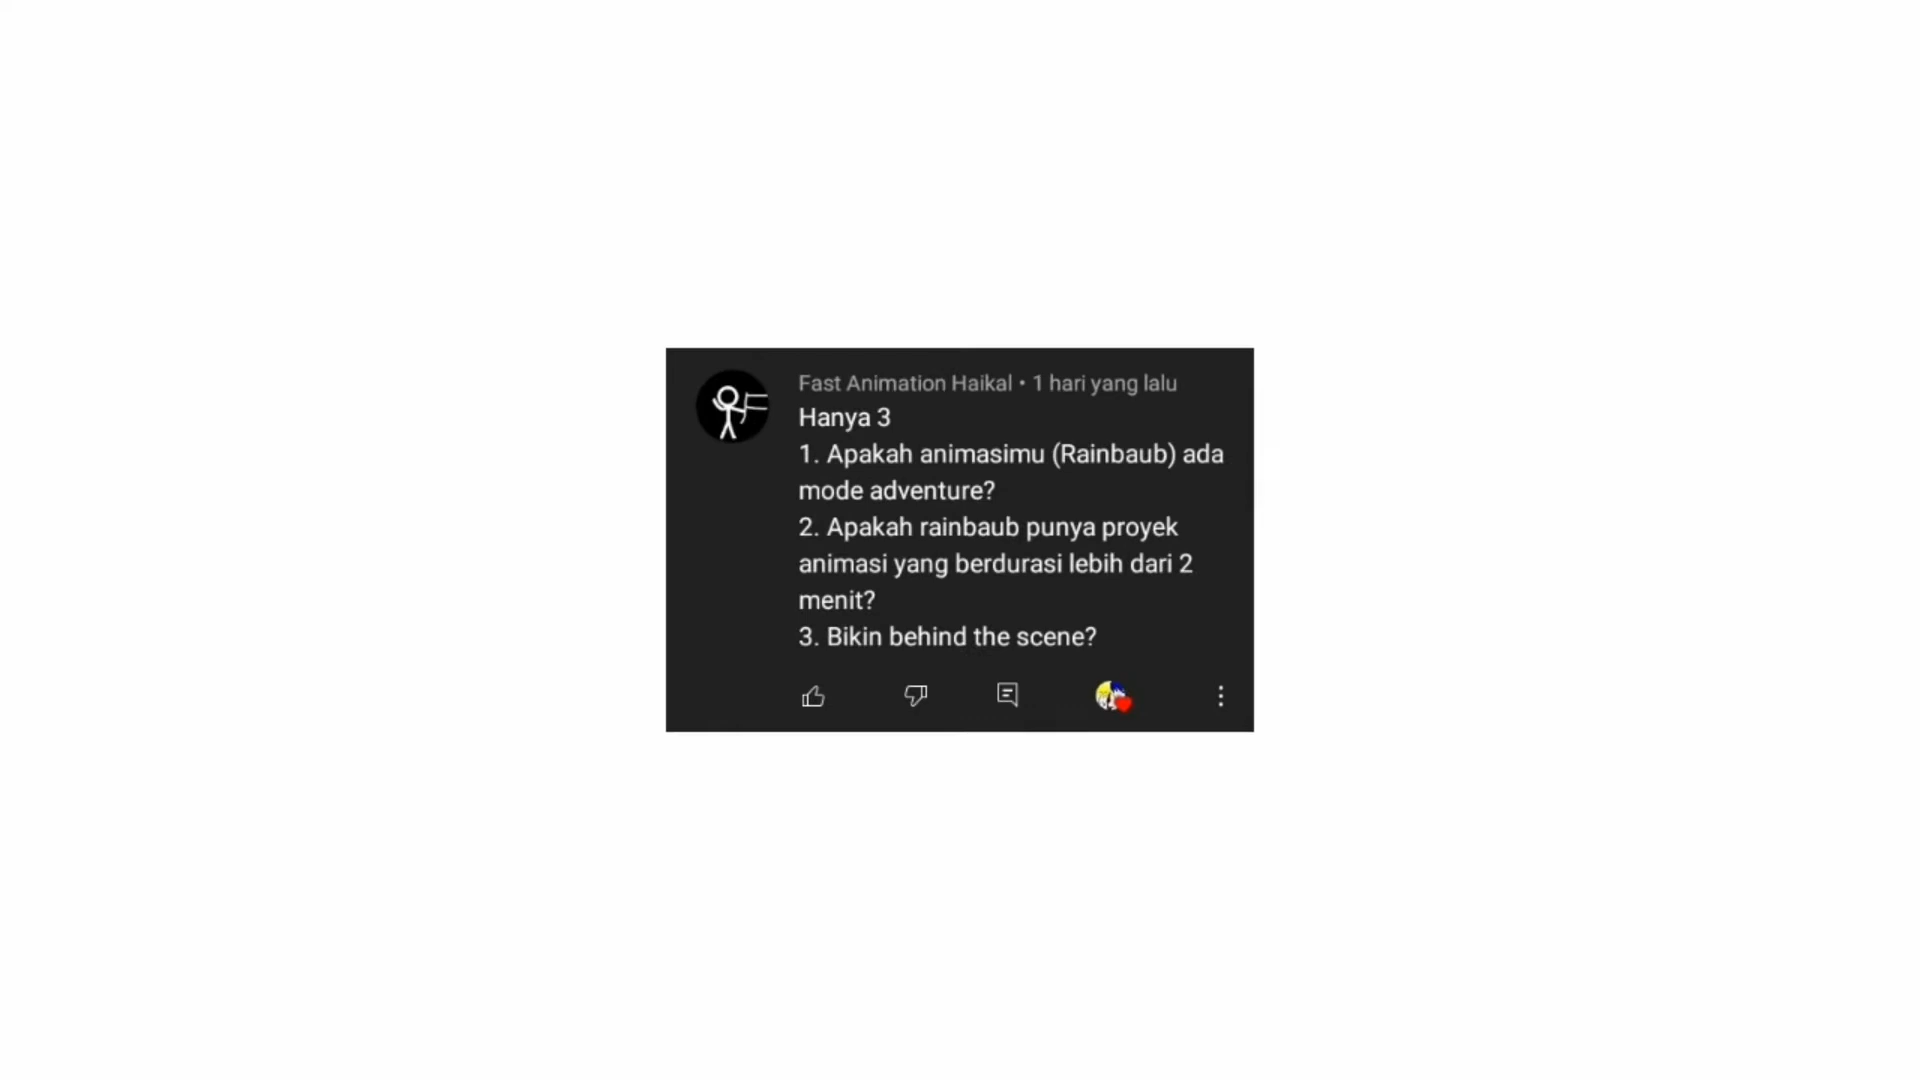 Fast Animation Haikal • 1 hari yang lalu
Hanya 3
1. Apakah animasimu (Rainbaub) ada
mode adventure?
2. Apakah rainbaub punya proyek
animasi yang berdurasi lebih dari 2
menit?
3. Bikin behind the scene?